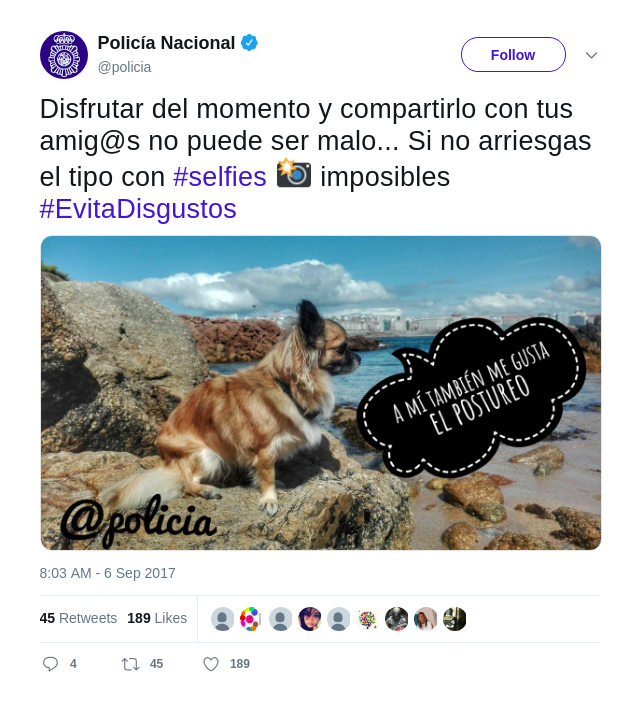 Policía Nacional
@policia
Follow
Disfrutar del momento y compartirlo con tus
amig@s no puede ser malo... Si no arriesgas
el tipo con #selfies 📸 imposibles
#EvitaDisgustos
A MÍ TAMBIÉN ME GUSTA
EL POSTUREO
@policia
8:03 AM - 6 Sep 2017
45 Retweets 189 Likes
4 45 189